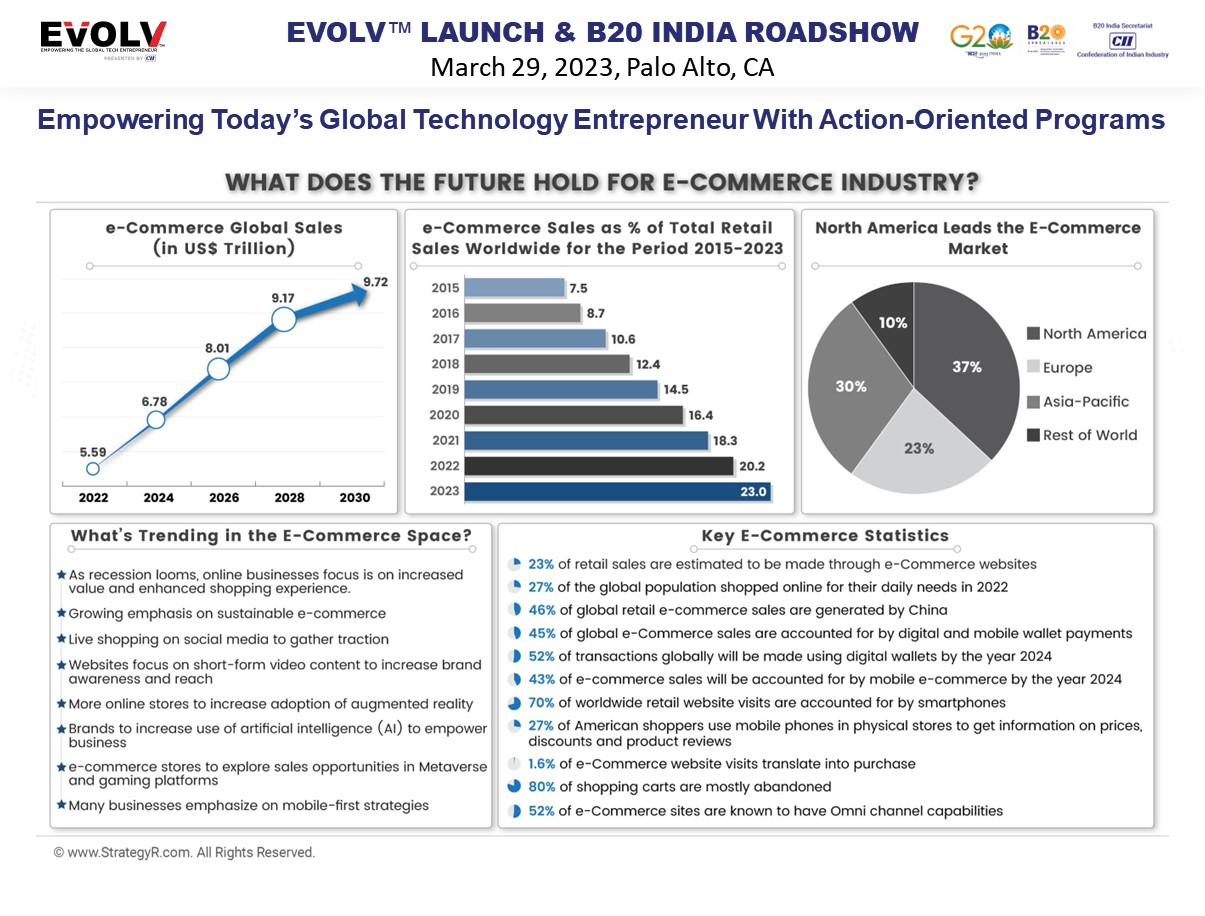 EVOLV™
EMPOWERING THE GLOBAL TECH ENTREPRENEUR
PRESENTED BY CII
EVOLV™ LAUNCH & B20 INDIA ROADSHOW
March 29, 2023, Palo Alto, CA
G20
B20
B20 India Secretariat
CII
Confederation of Indian Industry
Empowering Today's Global Technology Entrepreneur With Action-Oriented Programs
WHAT DOES THE FUTURE HOLD FOR E-COMMERCE INDUSTRY?
e-Commerce Global Sales
(in US$ Trillion)
5.59
6.78
8.01
9.17
9.72
2022 2024 2026 2028 2030
e-Commerce Sales as % of Total Retail
Sales Worldwide for the Period 2015-2023
2015 7.5
2016 8.7
2017 10.6
2018 12.4
2019 14.5
2020 16.4
2021 18.3
2022 20.2
2023 23.0
North America Leads the E-Commerce
Market
10%
37%
30%
23%
North America
Europe
Asia-Pacific
Rest of World
What's Trending in the E-Commerce Space?
As recession looms, online businesses focus is on increased
value and enhanced shopping experience.
Growing emphasis on sustainable e-commerce
Live shopping on social media to gather traction
Websites focus on short-form video content to increase brand
awareness and reach
More online stores to increase adoption of augmented reality
Brands to increase use of artificial intelligence (AI) to empower
business
e-commerce stores to explore sales opportunities in Metaverse
and gaming platforms
Many businesses emphasize on mobile-first strategies
Key E-Commerce Statistics
23% of retail sales are estimated to be made through e-Commerce websites
27% of the global population shopped online for their daily needs in 2022
46% of global retail e-commerce sales are generated by China
45% of global e-Commerce sales are accounted for by digital and mobile wallet payments
52% of transactions globally will be made using digital wallets by the year 2024
43% of e-commerce sales will be accounted for by mobile e-commerce by the year 2024
70% of worldwide retail website visits are accounted for by smartphones
27% of American shoppers use mobile phones in physical stores to get information on prices,
discounts and product reviews
1.6% of e-Commerce website visits translate into purchase
80% of shopping carts are mostly abandoned
52% of e-Commerce sites are known to have Omni channel capabilities
© www.StrategyR.com. All Rights Reserved.